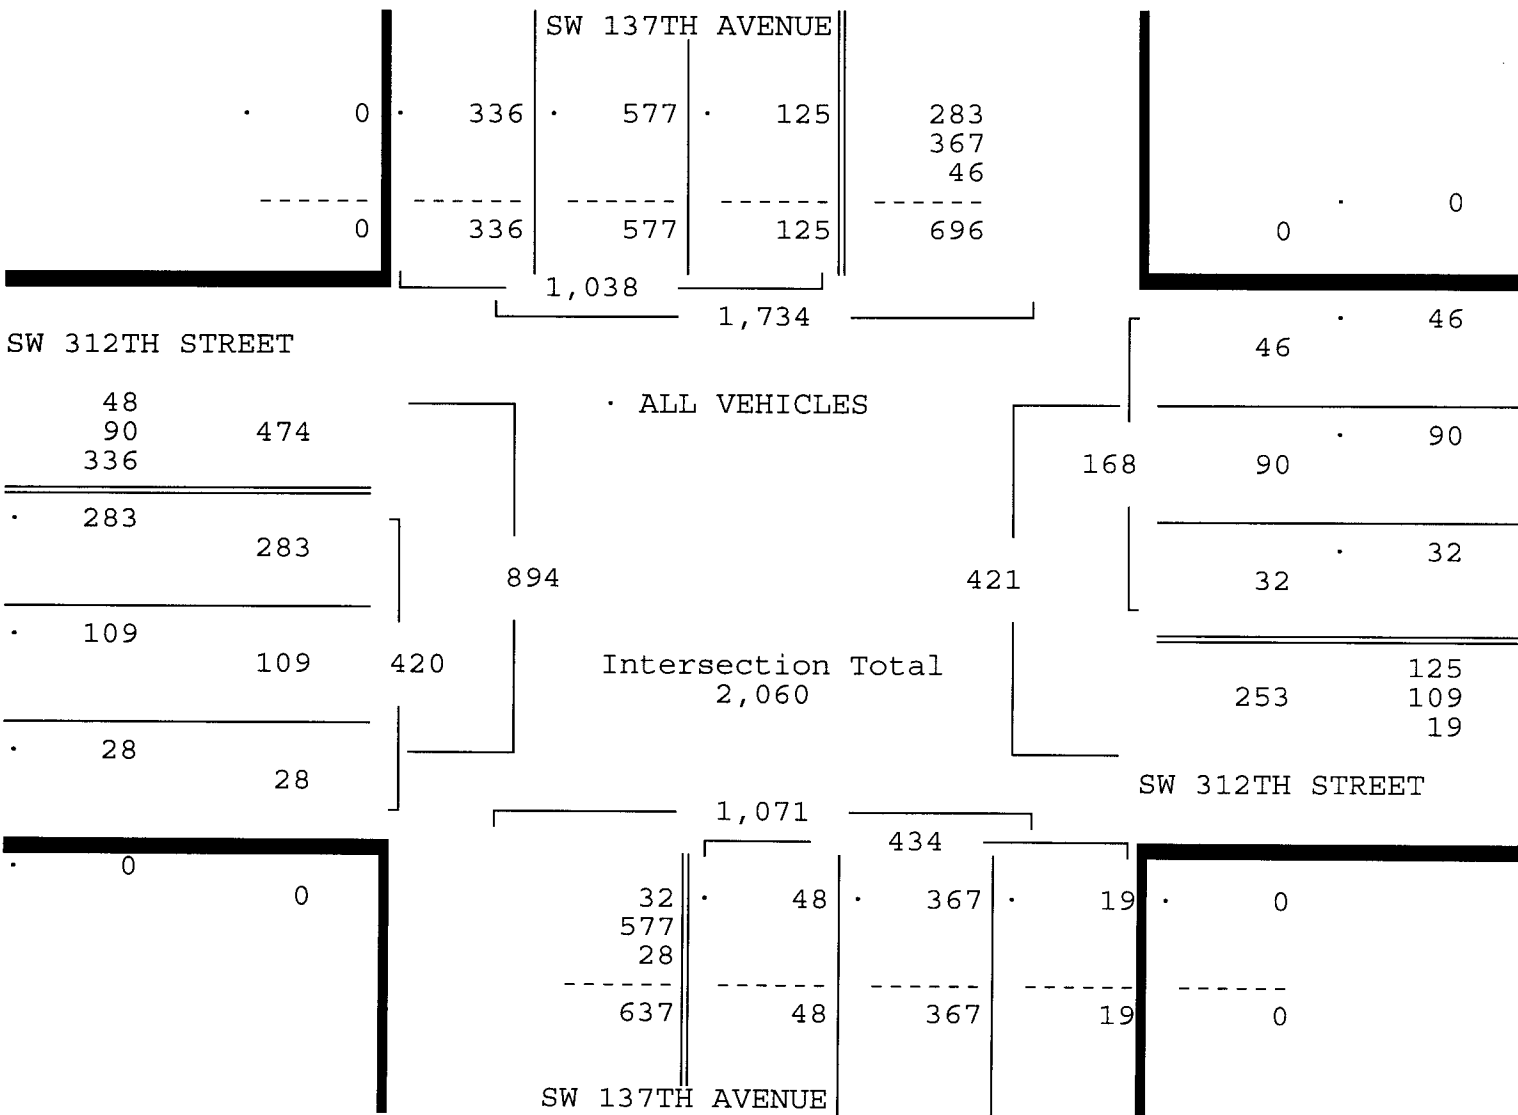 SW 137TH AVENUE
· 0 · 336 · 577 · 125 283
367
46
------ ------ ------ ------ ------
0 336 577 125 696
· 0
0
1,038
1,734
· 46
46
SW 312TH STREET
48
90 474
336
· ALL VEHICLES
· 90
168 90
· 283
283
· 32
32
894
421
· 109
109 420
Intersection Total
2,060
125
253 109
19
· 28
28
SW 312TH STREET
1,071
434
· 0
0
32 · 48 · 367 · 19 · 0
577
28
------ ------ ------ ------ ------
637 48 367 19 0
SW 137TH AVENUE